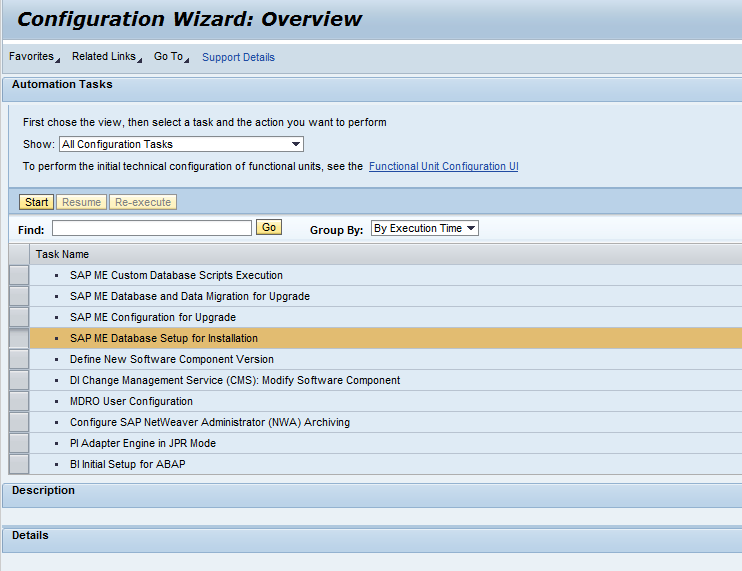 Configuration Wizard: Overview
Favorites Related Links Go To Support Details
Automation Tasks
First chose the view, then select a task and the action you want to perform
Show: All Configuration Tasks
To perform the initial technical configuration of functional units, see the Functional Unit Configuration UI
Start Resume Re-execute
Find: Go Group By: By Execution Time
Task Name
SAP ME Custom Database Scripts Execution
SAP ME Database and Data Migration for Upgrade
SAP ME Configuration for Upgrade
SAP ME Database Setup for Installation
Define New Software Component Version
DI Change Management Service (CMS): Modify Software Component
MDRO User Configuration
Configure SAP NetWeaver Administrator (NWA) Archiving
PI Adapter Engine in JPR Mode
BI Initial Setup for ABAP
Description
Details